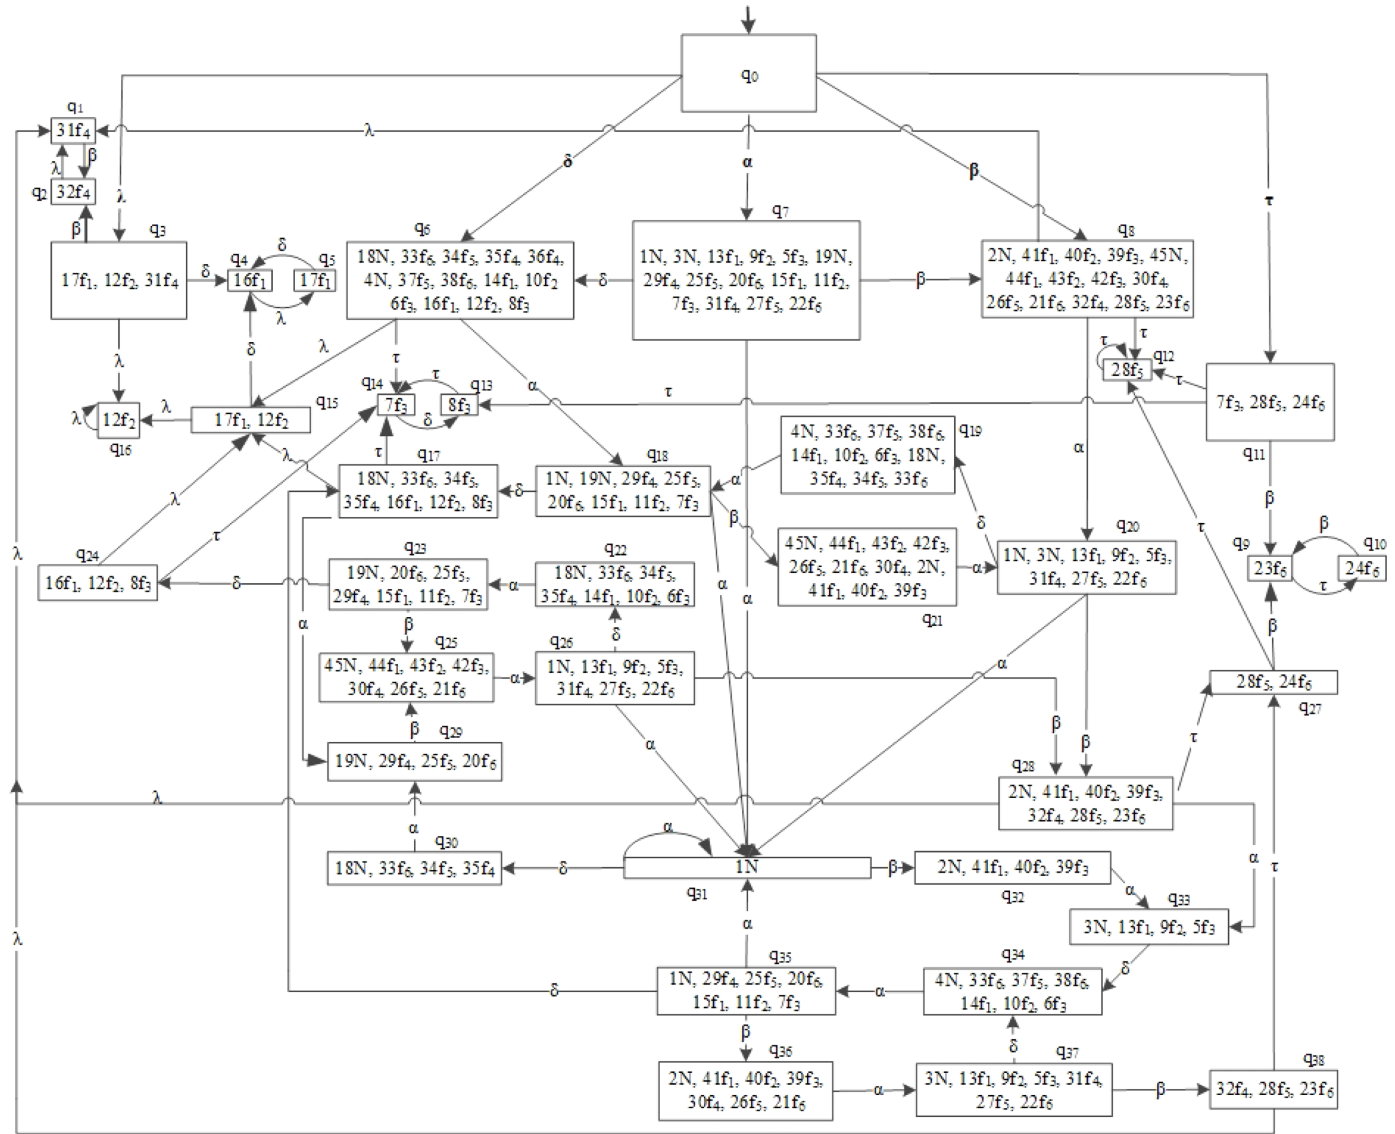 q0
q1
31f4
λ
λ
β
δ
α
β
q2
32f4
λ
τ
β
q3
17f1, 12f2, 31f4
δ
q4
16f1
δ
q5
17f1
λ
q6
18N, 33f6, 34f5, 35f4, 36f4,
4N, 37f5, 38f6, 14f1, 10f2
6f3, 16f1, 12f2, 8f3
δ
q7
1N, 3N, 13f1, 9f2, 5f3, 19N,
29f4, 25f5, 20f6, 15f1, 11f2,
7f3, 31f4, 27f5, 22f6
β
q8
2N, 41f1, 40f2, 39f3, 45N,
44f1, 43f2, 42f3, 30f4,
26f5, 21f6, 32f4, 28f5, 23f6
λ
δ
λ
τ
α
τ
τ
q12
28f5
τ
7f3, 28f5, 24f6
q11
λ
12f2
q16
λ
17f1, 12f2
q15
q14
7f3
τ
δ
q13
8f3
τ
λ
τ
q17
18N, 33f6, 34f5,
35f4, 16f1, 12f2, 8f3
δ
q18
1N, 19N, 29f4, 25f5,
20f6, 15f1, 11f2, 7f3
α
β
4N, 33f6, 37f5, 38f6,
14f1, 10f2, 6f3, 18N,
35f4, 34f5, 33f6
q19
α
β
λ
τ
δ
τ
45N, 44f1, 43f2, 42f3,
26f5, 21f6, 30f4, 2N,
41f1, 40f2, 39f3
q21
α
q20
1N, 3N, 13f1, 9f2, 5f3,
31f4, 27f5, 22f6
q9
23f6
β
τ
q10
24f6
λ
q24
16f1, 12f2, 8f3
δ
q23
19N, 20f6, 25f5,
29f4, 15f1, 11f2, 7f3
α
q22
18N, 33f6, 34f5,
35f4, 14f1, 10f2, 6f3
α
α
α
β
δ
β
q25
45N, 44f1, 43f2, 42f3,
30f4, 26f5, 21f6
α
q26
1N, 13f1, 9f2, 5f3,
31f4, 27f5, 22f6
α
28f5, 24f6
q27
β
q29
19N, 29f4, 25f5, 20f6
α
β
β
τ
q28
2N, 41f1, 40f2, 39f3,
32f4, 28f5, 23f6
λ
α
α
q30
18N, 33f6, 34f5, 35f4
δ
α
1N
q31
β
2N, 41f1, 40f2, 39f3
q32
α
τ
q33
3N, 13f1, 9f2, 5f3
λ
α
δ
q35
1N, 29f4, 25f5, 20f6,
15f1, 11f2, 7f3
δ
α
q34
4N, 33f6, 37f5, 38f6,
14f1, 10f2, 6f3
β
δ
q36
2N, 41f1, 40f2, 39f3,
30f4, 26f5, 21f6
α
q37
3N, 13f1, 9f2, 5f3, 31f4,
27f5, 22f6
β
q38
32f4, 28f5, 23f6